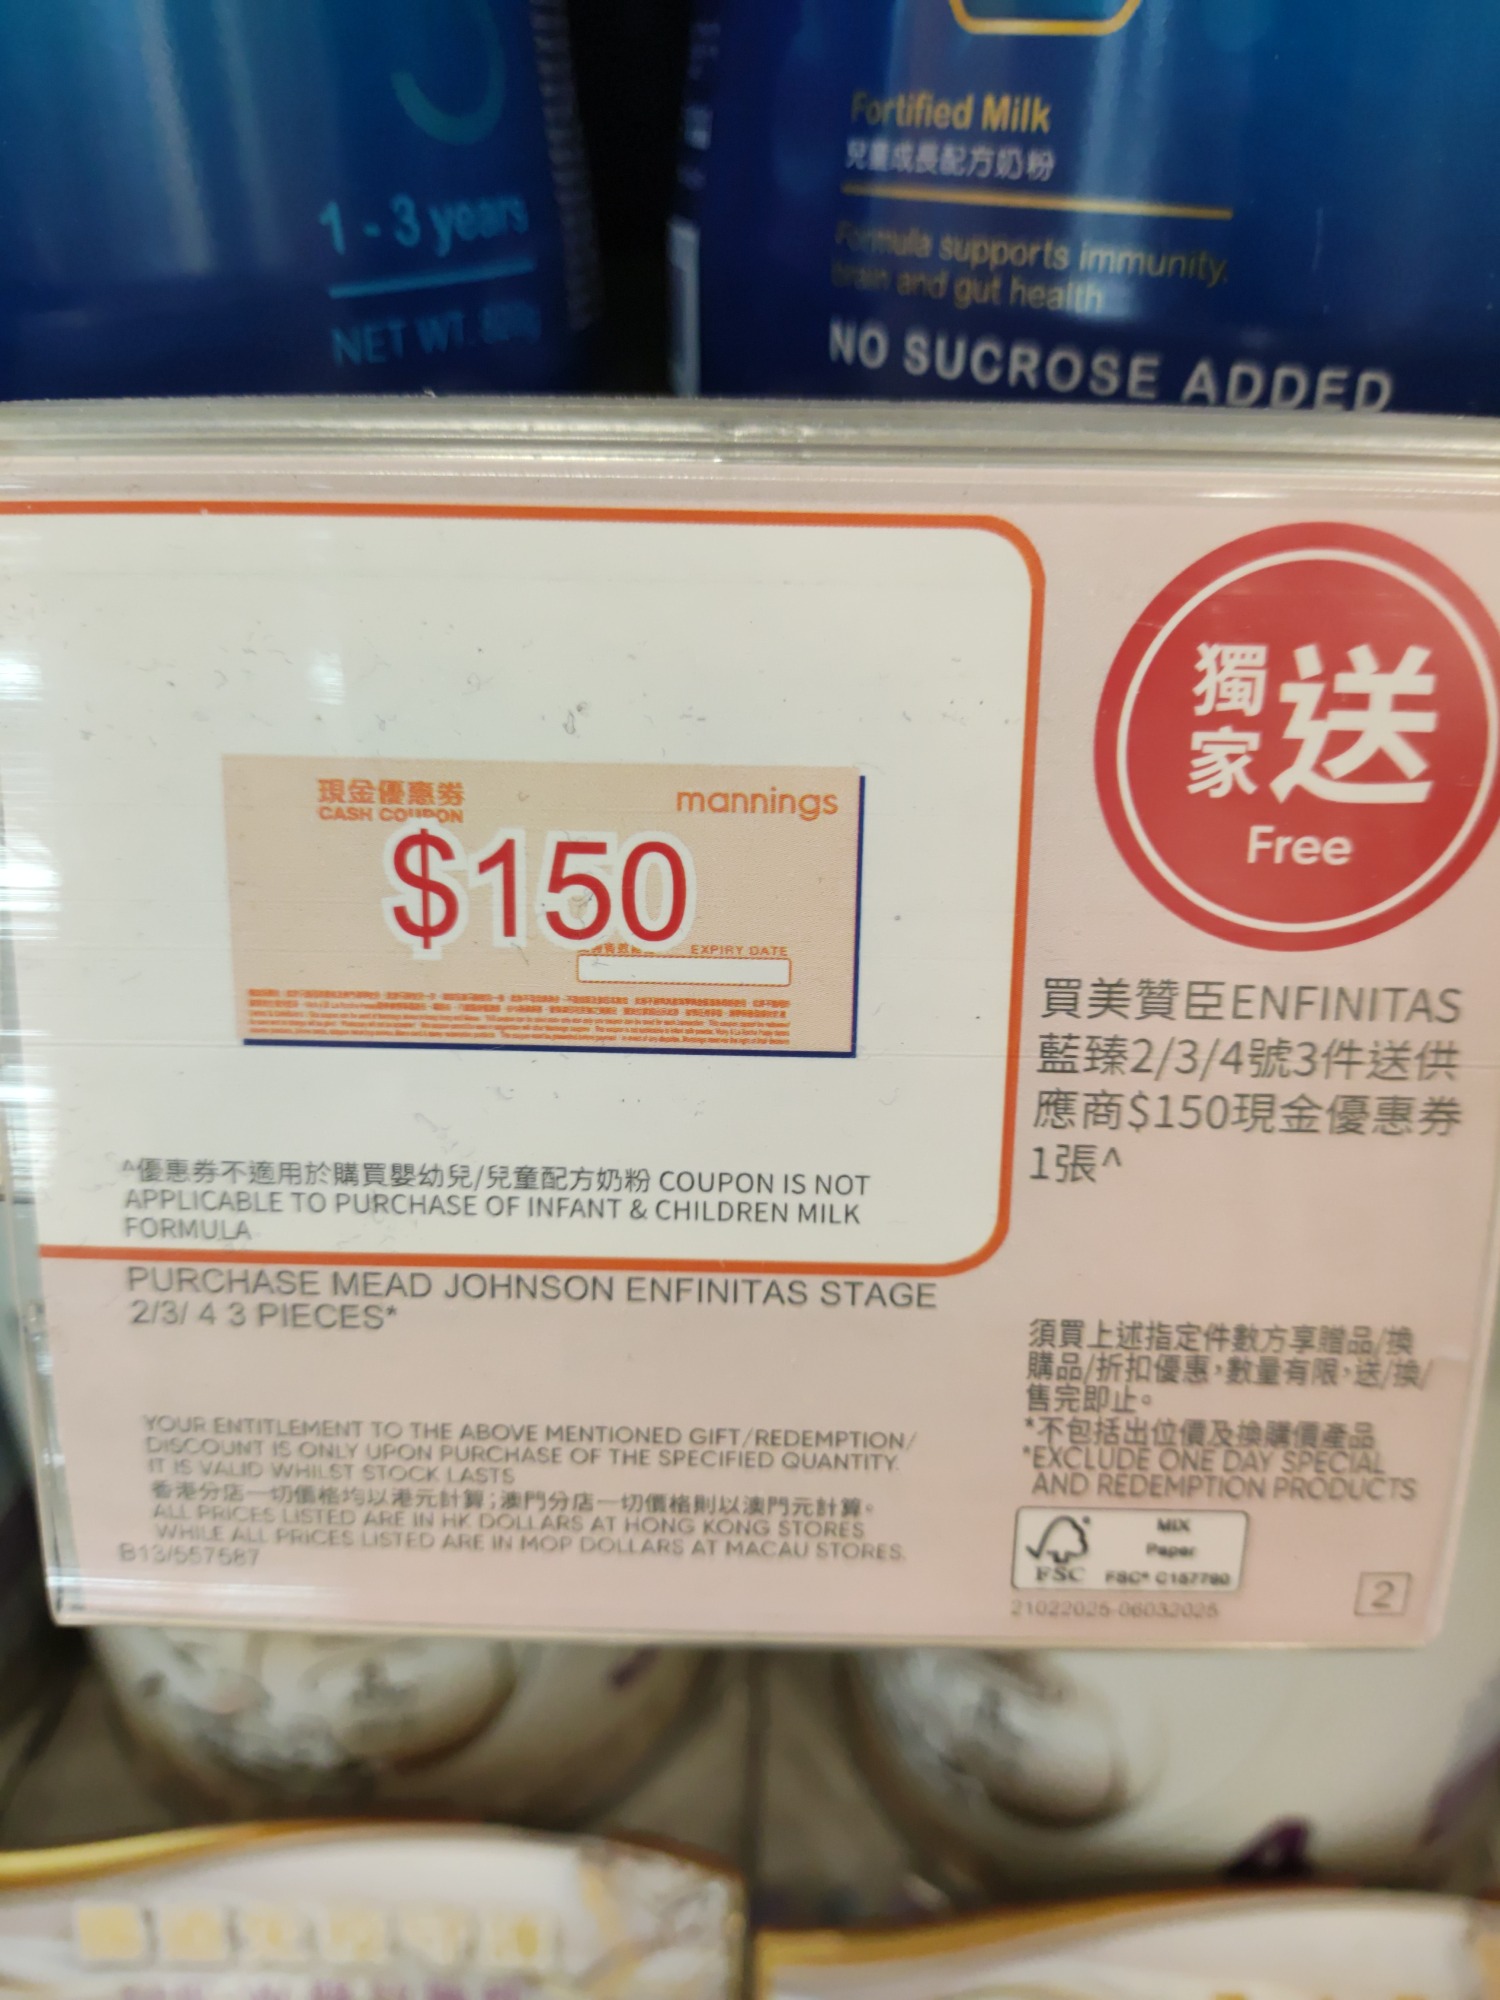 1 - 3 years
NET WT.
Fortified Milk
兒童成長配方奶粉
Formula supports immunity,
brain and gut health
NO SUCROSE ADDED
現金優惠券
CASH COUPON
mannings
$150
EXPIRY DATE
^優惠券不適用於購買嬰幼兒/兒童配方奶粉 COUPON IS NOT
APPLICABLE TO PURCHASE OF INFANT & CHILDREN MILK
FORMULA
PURCHASE MEAD JOHNSON ENFINITAS STAGE
2/3/ 4 3 PIECES*
YOUR ENTITLEMENT TO THE ABOVE MENTIONED GIFT/REDEMPTION/
DISCOUNT IS ONLY UPON PURCHASE OF THE SPECIFIED QUANTITY.
IT IS VALID WHILST STOCK LASTS
香港分店一切價格均以港元計算；澳門分店一切價格則以澳門元計算。
ALL PRICES LISTED ARE IN HK DOLLARS AT HONG KONG STORES
WHILE ALL PRICES LISTED ARE IN MOP DOLLARS AT MACAU STORES.
B13/557587
獨家送
Free
買美贊臣ENFINITAS
藍臻2/3/4號3件送供
應商$150現金優惠券
1張^
須買上述指定件數方享贈品/換
購品/折扣優惠，數量有限，送/換/
售完即止。
*不包括出位價及換購價產品
*EXCLUDE ONE DAY SPECIAL
AND REDEMPTION PRODUCTS
FSC
MIX
Paper
FSC® C157790
21022025-06032025
2